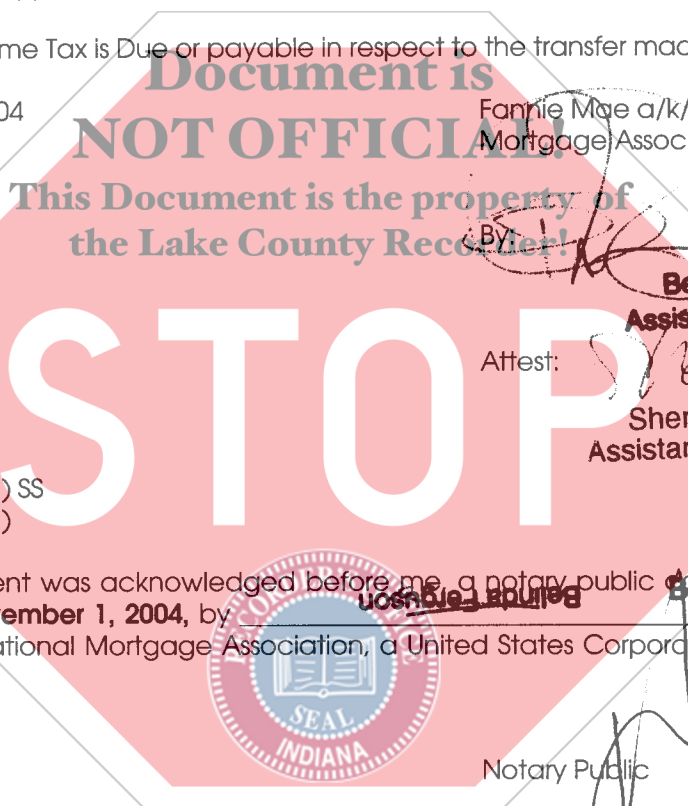 me Tax is Due or payable in respect to the transfer mad
Document is
04
Fannie Mae a/k/
NOT OFFICIAL!
Mortgage Assoc
This Document is the property of
the Lake County Recorder!
By:
Be
Assis
STOP
Attest:
Sher
Assistan
) SS
)
ent was acknowledged before me, a notary public
ember 1, 2004, by Belinda Ferguson
ational Mortgage Association, a United States Corpora
RECORDER'S OFFICE
SEAL
INDIANA
Notary Public